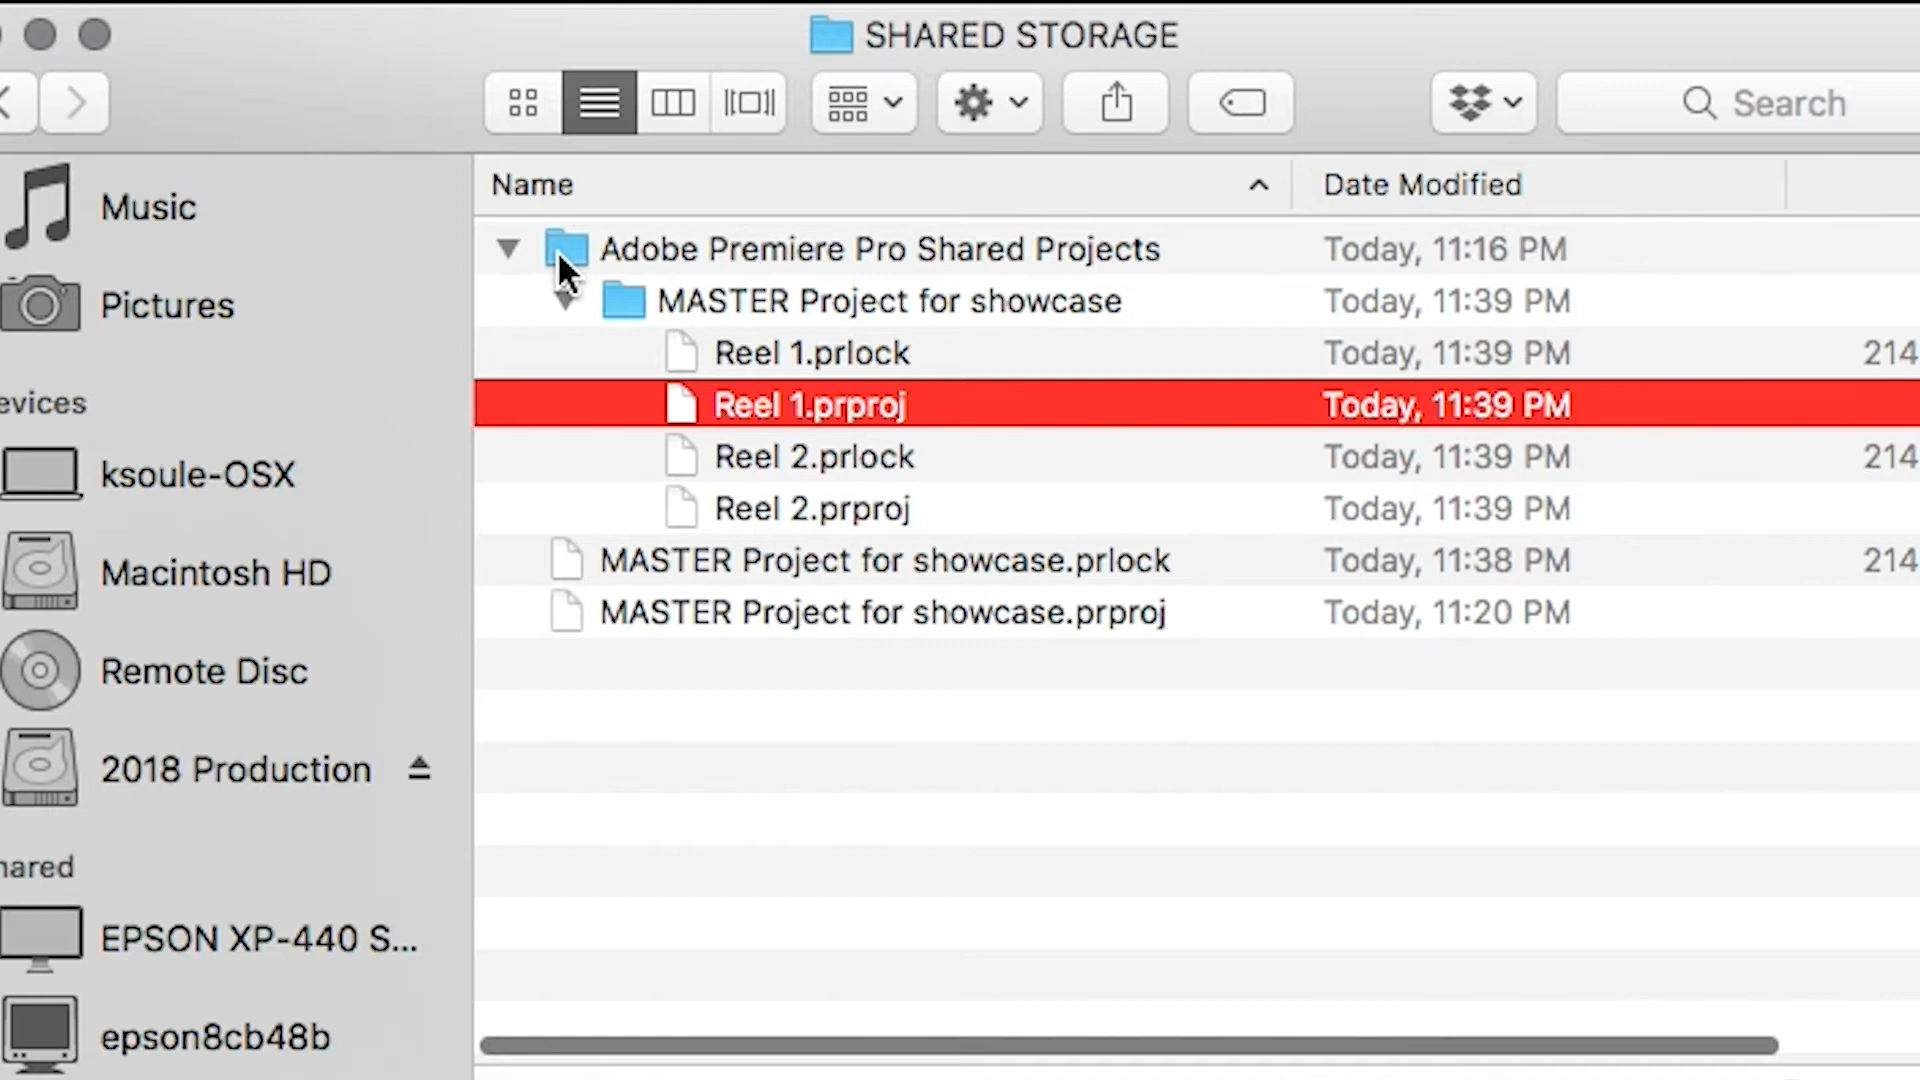 SHARED STORAGE
Search
Name
Date Modified
Music
Pictures
evices
ksoule-OSX
Macintosh HD
Remote Disc
2018 Production
hared
EPSON XP-440 S...
epson8cb48b
Adobe Premiere Pro Shared Projects Today, 11:16 PM
MASTER Project for showcase Today, 11:39 PM
Reel 1.prlock Today, 11:39 PM 214
Reel 1.prproj Today, 11:39 PM
Reel 2.prlock Today, 11:39 PM 214
Reel 2.prproj Today, 11:39 PM
MASTER Project for showcase.prlock Today, 11:38 PM 214
MASTER Project for showcase.prproj Today, 11:20 PM